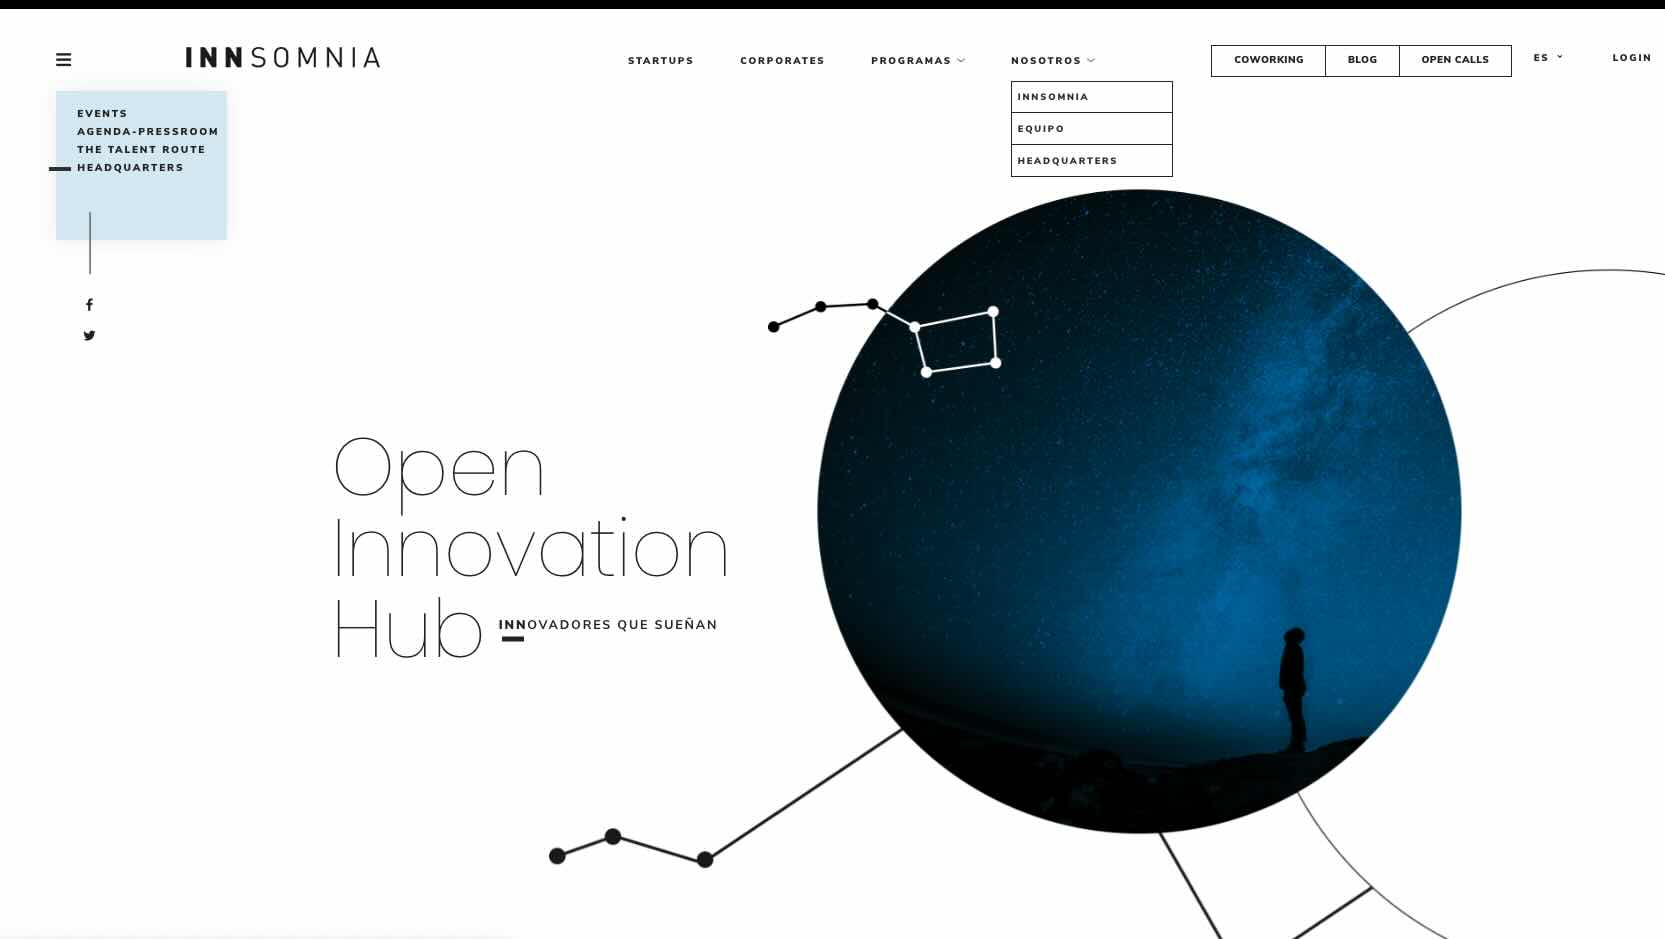 INNSOMNIA
STARTUPS
CORPORATES
PROGRAMAS
NOSOTROS
COWORKING
BLOG
OPEN CALLS
ES
LOGIN
INNSOMNIA
EQUIPO
HEADQUARTERS
EVENTS
AGENDA-PRESSROOM
THE TALENT ROUTE
HEADQUARTERS
Open
Innovation
Hub
INNOVADORES QUE SUEÑAN